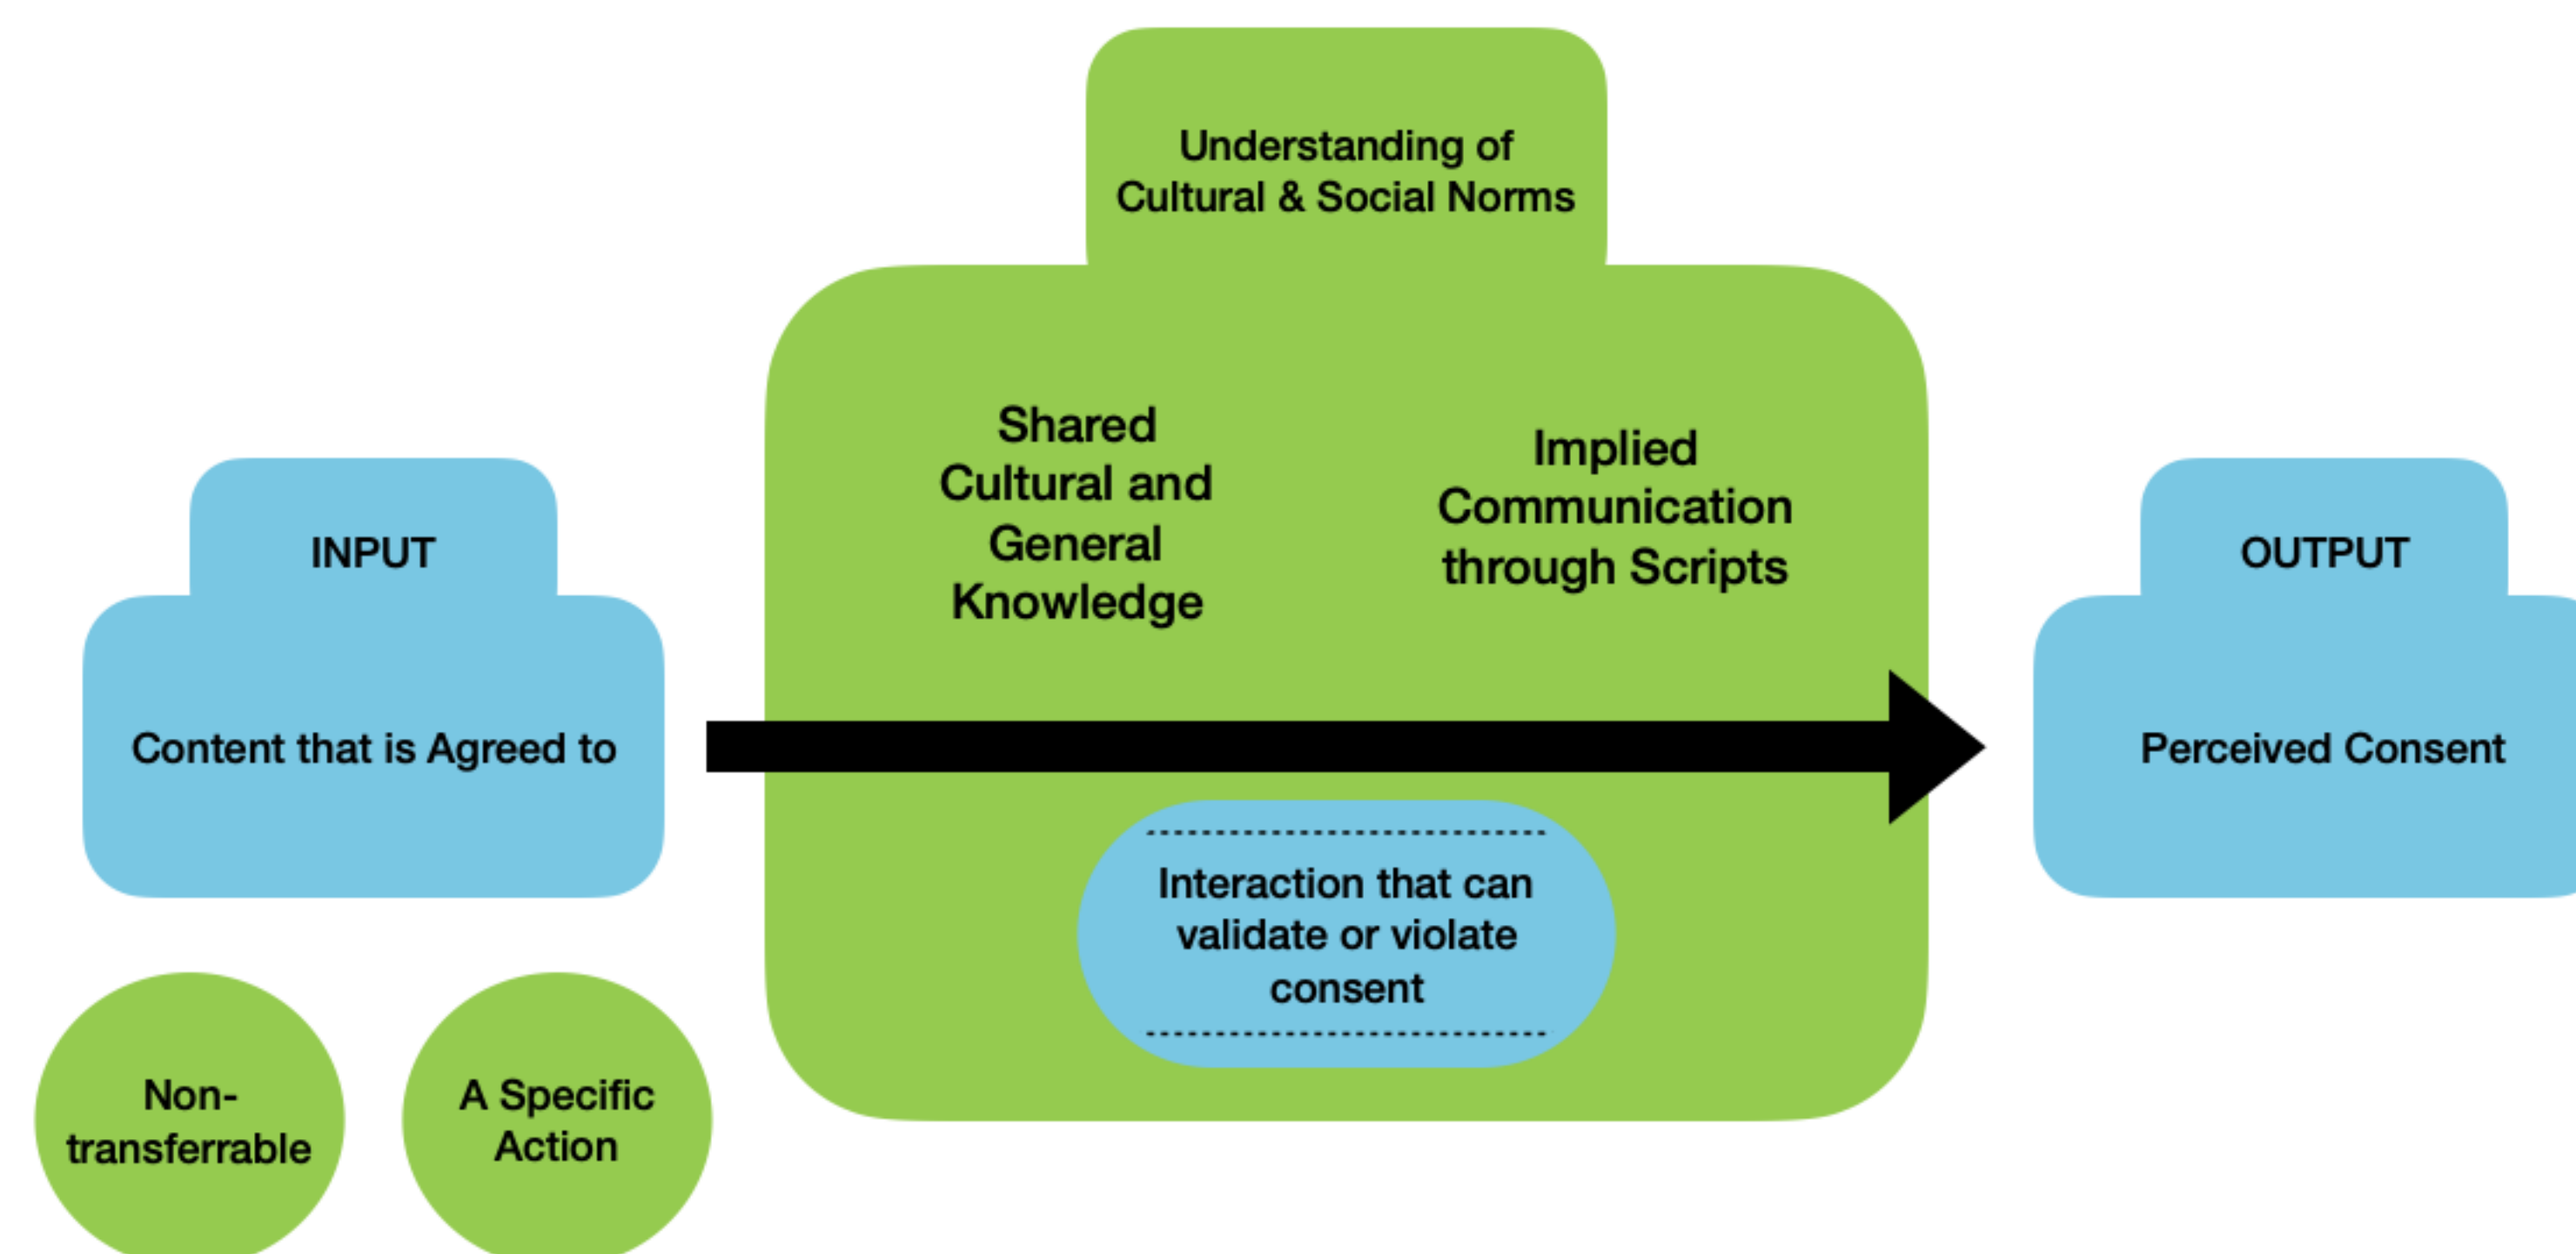 Understanding of
Cultural & Social Norms
Shared
Cultural and
General
Knowledge
Implied
Communication
through Scripts
INPUT
Content that is Agreed to
OUTPUT
Perceived Consent
Interaction that can
validate or violate
consent
Non-
transferrable
A Specific
Action